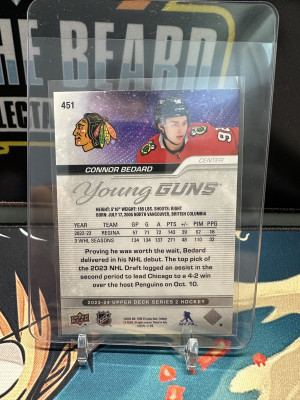 THE BEARD
COLLECTA
451
98
CONNOR BEDARD
CENTER
Young GUNS
HEIGHT: 5'10" WEIGHT: 185 LBS. SHOOTS: RIGHT
BORN: JULY 17, 2005 NORTH VANCOUVER, BRITISH COLUMBIA
YEAR TEAM GP G A PTS +/- PIM PPG
2022-23 REGINA 57 71 72 143
3 WHL SEASONS 134 134 137 271 48 110 32
Proving he was worth the wait, Bedard
delivered in his NHL debut. The top pick of
the 2023 NHL Draft logged an assist in the
second period to lead Chicago to a 4-2 win
over the host Penguins on Oct. 10.
2023-24 UPPER DECK SERIES 2 HOCKEY
UPPER DECK